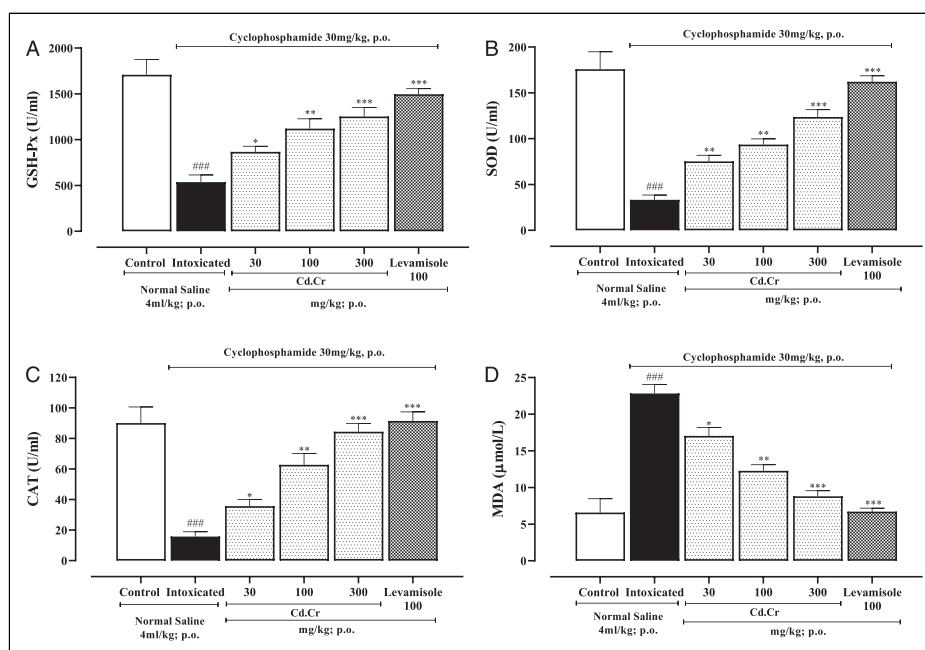 A
Cyclophosphamide 30mg/kg, p.o.
GSH-Px (U/ml)
2000
1500
1000
500
0
###
*
**
***
***
Control Intoxicated 30 100 300 Levamisole
100
Normal Saline
4ml/kg; p.o.
Cd.Cr
mg/kg; p.o.
B
Cyclophosphamide 30mg/kg, p.o.
SOD (U/ml)
200
150
100
50
0
###
**
**
***
***
Control Intoxicated 30 100 300 Levamisole
100
Normal Saline
4ml/kg; p.o.
Cd.Cr
mg/kg; p.o.
C
Cyclophosphamide 30mg/kg, p.o.
CAT (U/ml)
120
100
80
60
40
20
0
###
*
**
***
***
Control Intoxicated 30 100 300 Levamisole
100
Normal Saline
4ml/kg; p.o.
Cd.Cr
mg/kg; p.o.
D
Cyclophosphamide 30mg/kg, p.o.
MDA (μmol/L)
25
20
15
10
5
0
###
*
**
***
***
Control Intoxicated 30 100 300 Levamisole
100
Normal Saline
4ml/kg; p.o.
Cd.Cr
mg/kg; p.o.